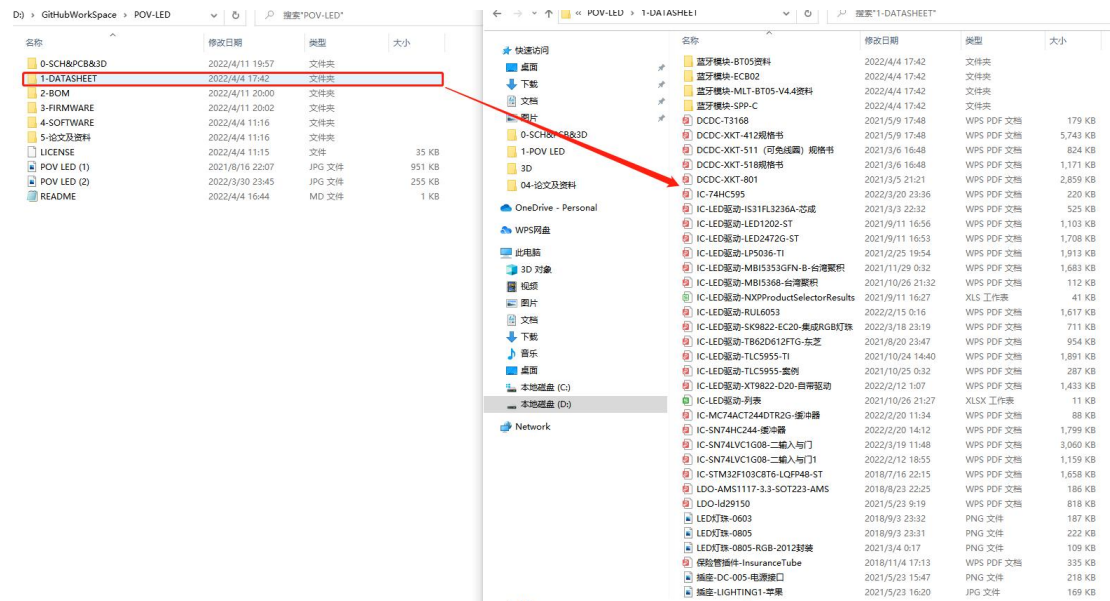 D:) › GitHubWorkSpace › POV-LED 搜索"POV-LED"
名称 修改日期 类型 大小
0-SCH&PCB&3D 2022/4/11 19:57 文件夹
1-DATASHEET 2022/4/4 17:42 文件夹
2-BOM 2022/4/11 20:00 文件夹
3-FIRMWARE 2022/4/11 20:02 文件夹
4-SOFTWARE 2022/4/4 11:16 文件夹
5-论文及资料 2022/4/4 11:16 文件夹
LICENSE 2022/4/4 11:15 文件 35 KB
POV LED (1) 2021/8/16 22:07 JPG 文件 951 KB
POV LED (2) 2022/3/30 23:45 JPG 文件 255 KB
README 2022/4/4 16:44 MD 文件 1 KB
« POV-LED › 1-DATASHEET 搜索"1-DATASHEET"
快速访问
桌面
下载
文档
图片
0-SCH&PCB&3D
1-POV LED
3D
04-论文及资料
OneDrive - Personal
WPS网盘
此电脑
3D 对象
视频
图片
文档
下载
音乐
桌面
本地磁盘 (C:)
本地磁盘 (D:)
Network
名称 修改日期 类型 大小
蓝牙模块-BT05资料 2022/4/4 17:42 文件夹
蓝牙模块-ECB02 2022/4/4 17:42 文件夹
蓝牙模块-MLT-BT05-V4.4资料 2022/4/4 17:42 文件夹
蓝牙模块-SPP-C 2022/4/4 17:42 文件夹
DCDC-T3168 2021/5/9 17:48 WPS PDF 文档 179 KB
DCDC-XKT-412规格书 2021/5/9 17:48 WPS PDF 文档 5,743 KB
DCDC-XKT-511（可免线圆）规格书 2021/3/6 16:48 WPS PDF 文档 824 KB
DCDC-XKT-518规格书 2021/3/6 16:48 WPS PDF 文档 1,171 KB
DCDC-XKT-801 2021/3/5 21:21 WPS PDF 文档 2,859 KB
IC-74HC595 2022/3/20 23:36 WPS PDF 文档 220 KB
IC-LED驱动-IS31FL3236A-芯成 2021/3/3 22:32 WPS PDF 文档 525 KB
IC-LED驱动-LED1202-ST 2021/9/11 16:56 WPS PDF 文档 1,103 KB
IC-LED驱动-LED2472G-ST 2021/9/11 16:53 WPS PDF 文档 1,708 KB
IC-LED驱动-LP5036-TI 2021/2/25 19:54 WPS PDF 文档 1,913 KB
IC-LED驱动-MBI5353GFN-B-台湾聚积 2021/11/29 0:32 WPS PDF 文档 1,683 KB
IC-LED驱动-MBI5368-台湾聚积 2021/10/26 21:32 WPS PDF 文档 112 KB
IC-LED驱动-NXPProductSelectorResults 2021/9/11 16:27 XLS 工作表 41 KB
IC-LED驱动-RUL6053 2022/2/15 0:16 WPS PDF 文档 1,617 KB
IC-LED驱动-SK9822-EC20-集成RGB灯珠 2022/3/18 23:19 WPS PDF 文档 711 KB
IC-LED驱动-TB62D612FTG-东芝 2021/8/20 23:47 WPS PDF 文档 954 KB
IC-LED驱动-TLC5955-TI 2021/10/24 14:40 WPS PDF 文档 1,891 KB
IC-LED驱动-TLC5955-案例 2021/10/25 0:32 WPS PDF 文档 287 KB
IC-LED驱动-XT9822-D20-自带驱动 2022/2/12 1:07 WPS PDF 文档 1,433 KB
IC-LED驱动-列表 2021/10/26 21:27 XLSX 工作表 11 KB
IC-MC74ACT244DTR2G-缓冲器 2022/2/20 11:34 WPS PDF 文档 88 KB
IC-SN74HC244-缓冲器 2022/2/20 14:12 WPS PDF 文档 1,799 KB
IC-SN74LVC1G08-二输入与门 2022/3/19 11:48 WPS PDF 文档 3,060 KB
IC-SN74LVC1G08-二输入与门1 2022/2/12 18:55 WPS PDF 文档 1,159 KB
IC-STM32F103C8T6-LQFP48-ST 2018/7/16 22:15 WPS PDF 文档 1,658 KB
LDO-AMS1117-3.3-SOT223-AMS 2018/8/23 22:25 WPS PDF 文档 186 KB
LDO-ld29150 2021/5/23 9:19 WPS PDF 文档 818 KB
LED灯珠-0603 2018/9/3 23:32 PNG 文件 187 KB
LED灯珠-0805 2018/9/3 23:31 PNG 文件 222 KB
LED灯珠-0805-RGB-2012封装 2021/3/4 0:17 PNG 文件 109 KB
保险管插件-InsuranceTube 2018/11/4 17:13 WPS PDF 文档 335 KB
插座-DC-005-电源接口 2021/5/23 15:47 PNG 文件 218 KB
插座-LIGHTING1-苹果 2021/5/23 16:20 JPG 文件 169 KB